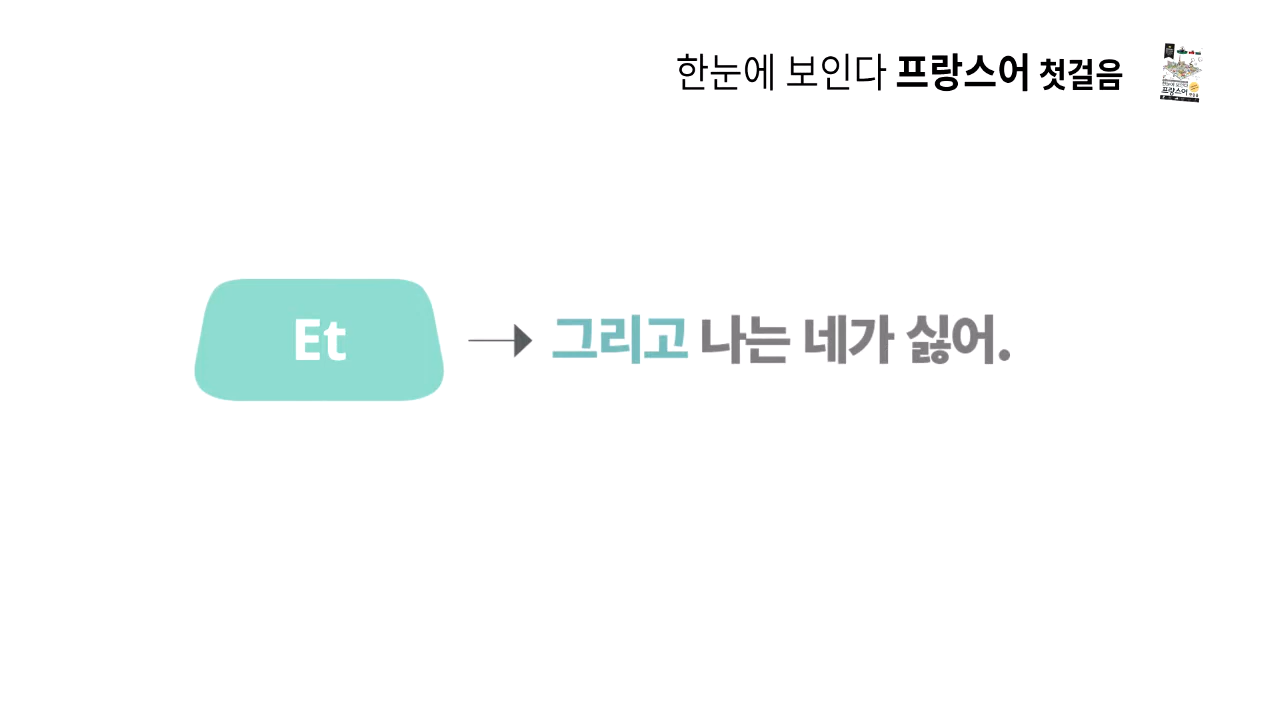 한눈에 보인다 프랑스어 첫걸음
Et → 그리고 나는 네가 싫어.